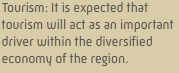 Tourism: It is expected that
tourism will act as an important
driver within the diversified
economy of the region.